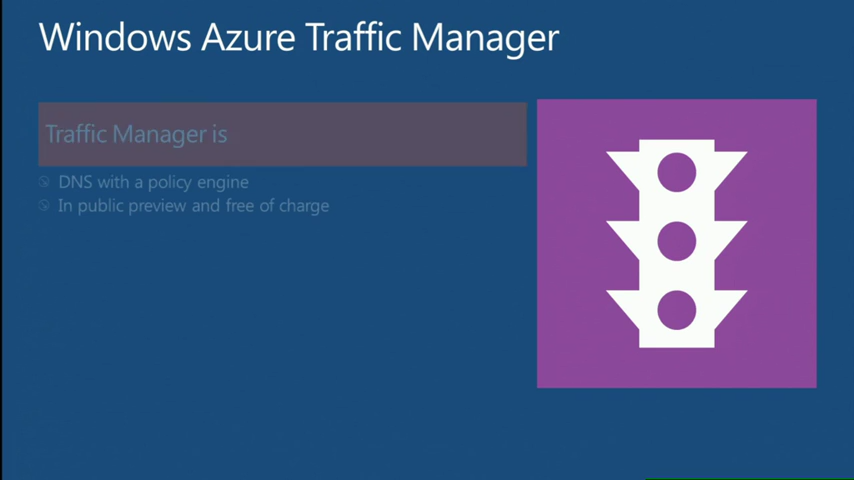 Windows Azure Traffic Manager
Traffic Manager is
DNS with a policy engine
In public preview and free of charge